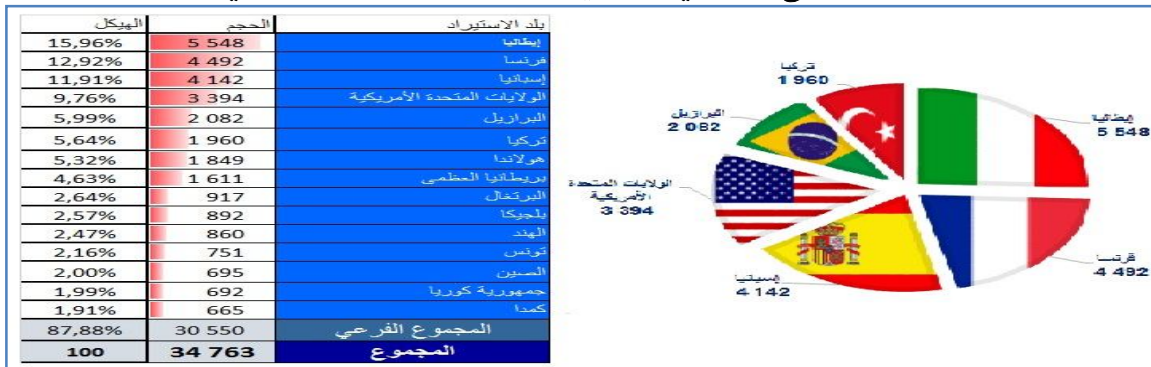 بلد الاستيراد الحجم الهيكل
إيطاليا 5 548 15,96%
فرنسا 4 492 12,92%
إسبانيا 4 142 11,91%
الولايات المتحدة الأمريكية 3 394 9,76%
البرازيل 2 082 5,99%
تركيا 1 960 5,64%
هولاندا 1 849 5,32%
بريطانيا العظمى 1 611 4,63%
البرتغال 917 2,64%
بلجيكا 892 2,57%
الهند 860 2,47%
تونس 751 2,16%
الصين 695 2,00%
جمهورية كوريا 692 1,99%
كمدا 665 1,91%
المجموع الفرعي 30 550 87,88%
المجموع 34 763 100
تركيا
1 960
البرازيل
2 082
إيطاليا
5 548
الولايات المتحدة
الأمريكية
3 394
فرنسا
4 492
إسبانيا
4 142